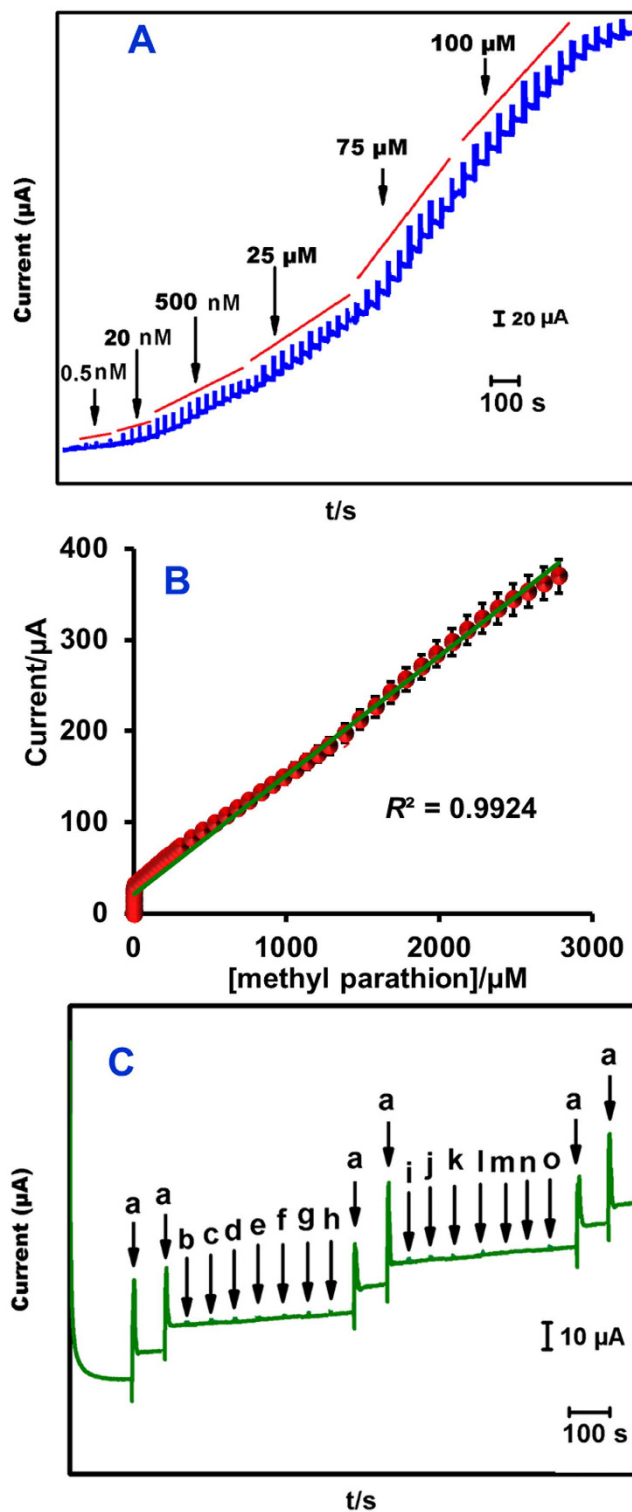 A
100 µM
75 µM
25 µM
500 nM
20 nM
0.5nM
Current (µA)
20 µA
100 s
t/s
B
400
300
200
100
0
Current/µA
R² = 0.9924
0 1000 2000 3000
[methyl parathion]/µM
C
a a b c d e f g h a a i j k l m n o a a
Current (µA)
10 µA
100 s
t/s